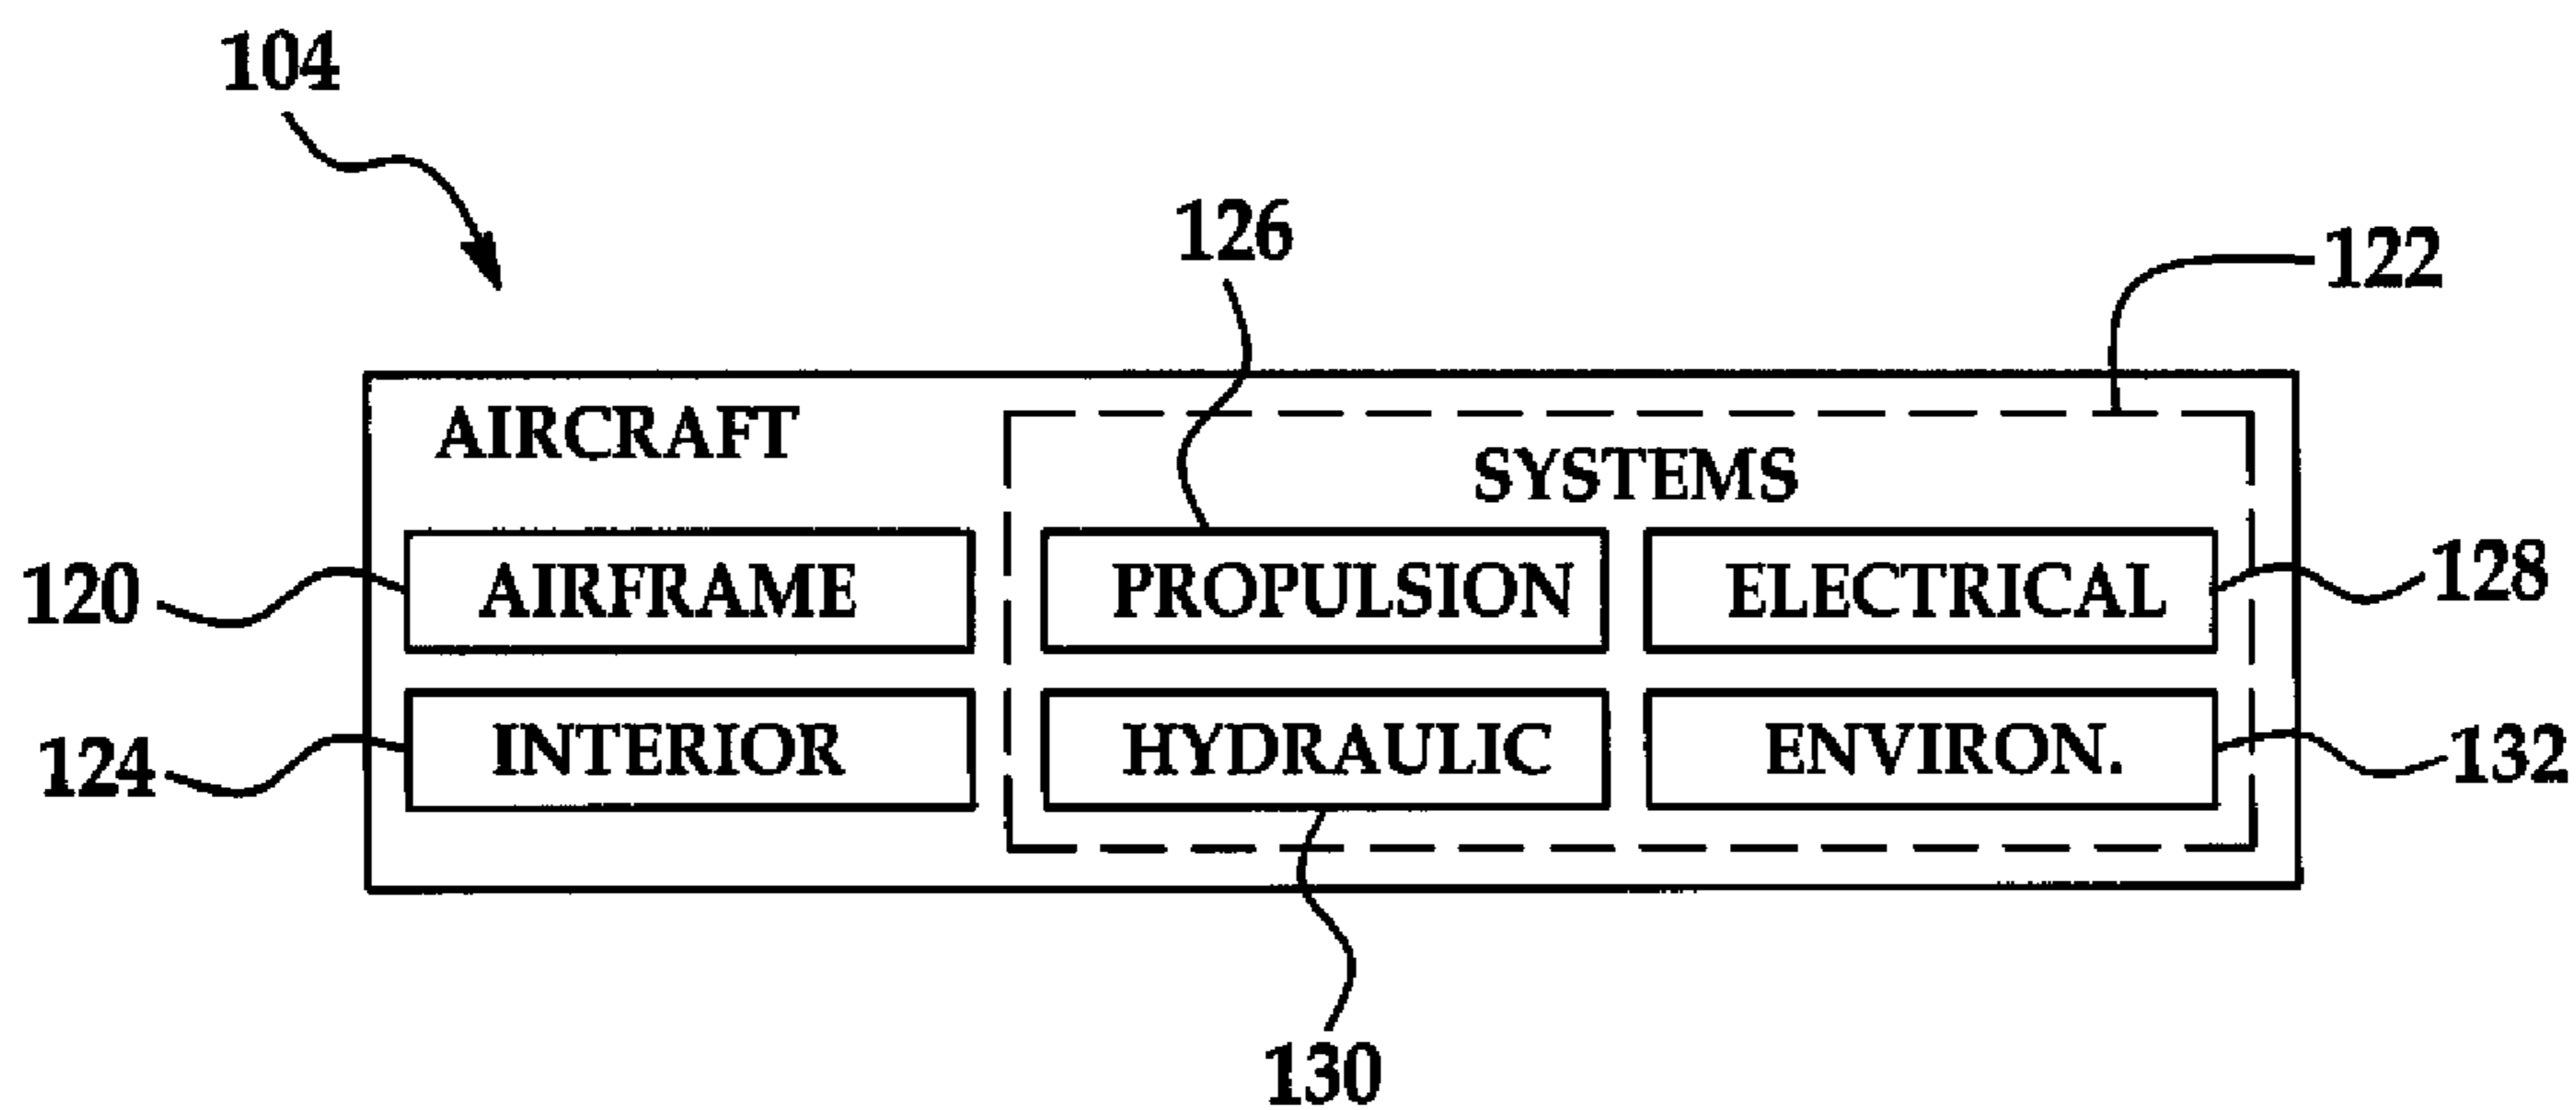 104
126
122
AIRCRAFT
SYSTEMS
120
AIRFRAME
PROPULSION
ELECTRICAL
128
124
INTERIOR
HYDRAULIC
ENVIRON.
132
130